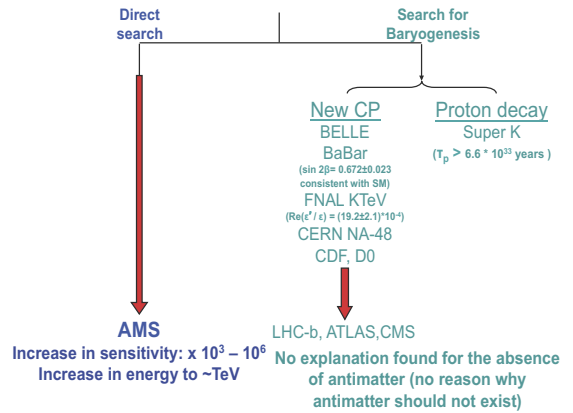 Direct
search
Search for
Baryogenesis
New CP
BELLE
BaBar
(sin 2β= 0.672±0.023
consistent with SM)
FNAL KTeV
(Re(ε'/ ε) = (19.2±2.1)*10⁻⁴)
CERN NA-48
CDF, D0
Proton decay
Super K
(τₚ > 6.6 * 10³³ years )
AMS
Increase in sensitivity: x 10³ – 10⁶
Increase in energy to ~TeV
LHC-b, ATLAS,CMS
No explanation found for the absence
of antimatter (no reason why
antimatter should not exist)